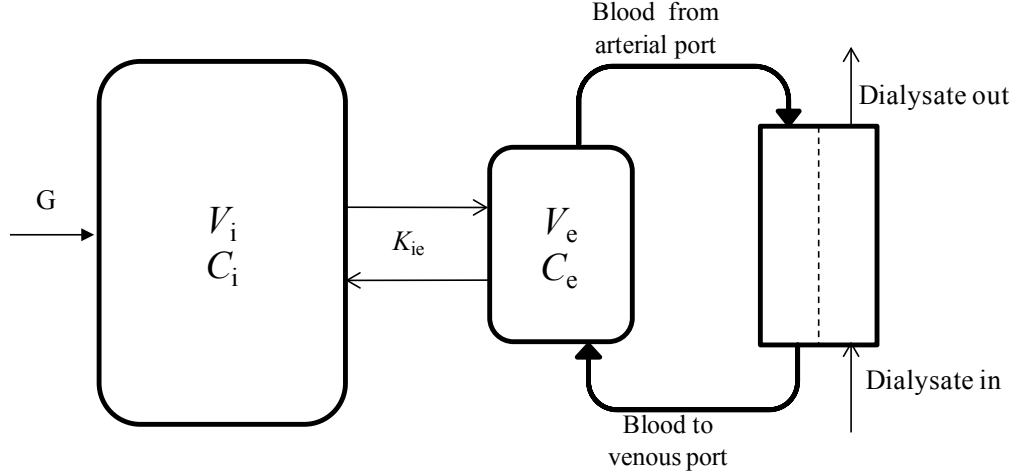 Blood from
arterial port
Dialysate out
G
V_i
C_i
K_ie
V_e
C_e
Dialysate in
Blood to
venous port